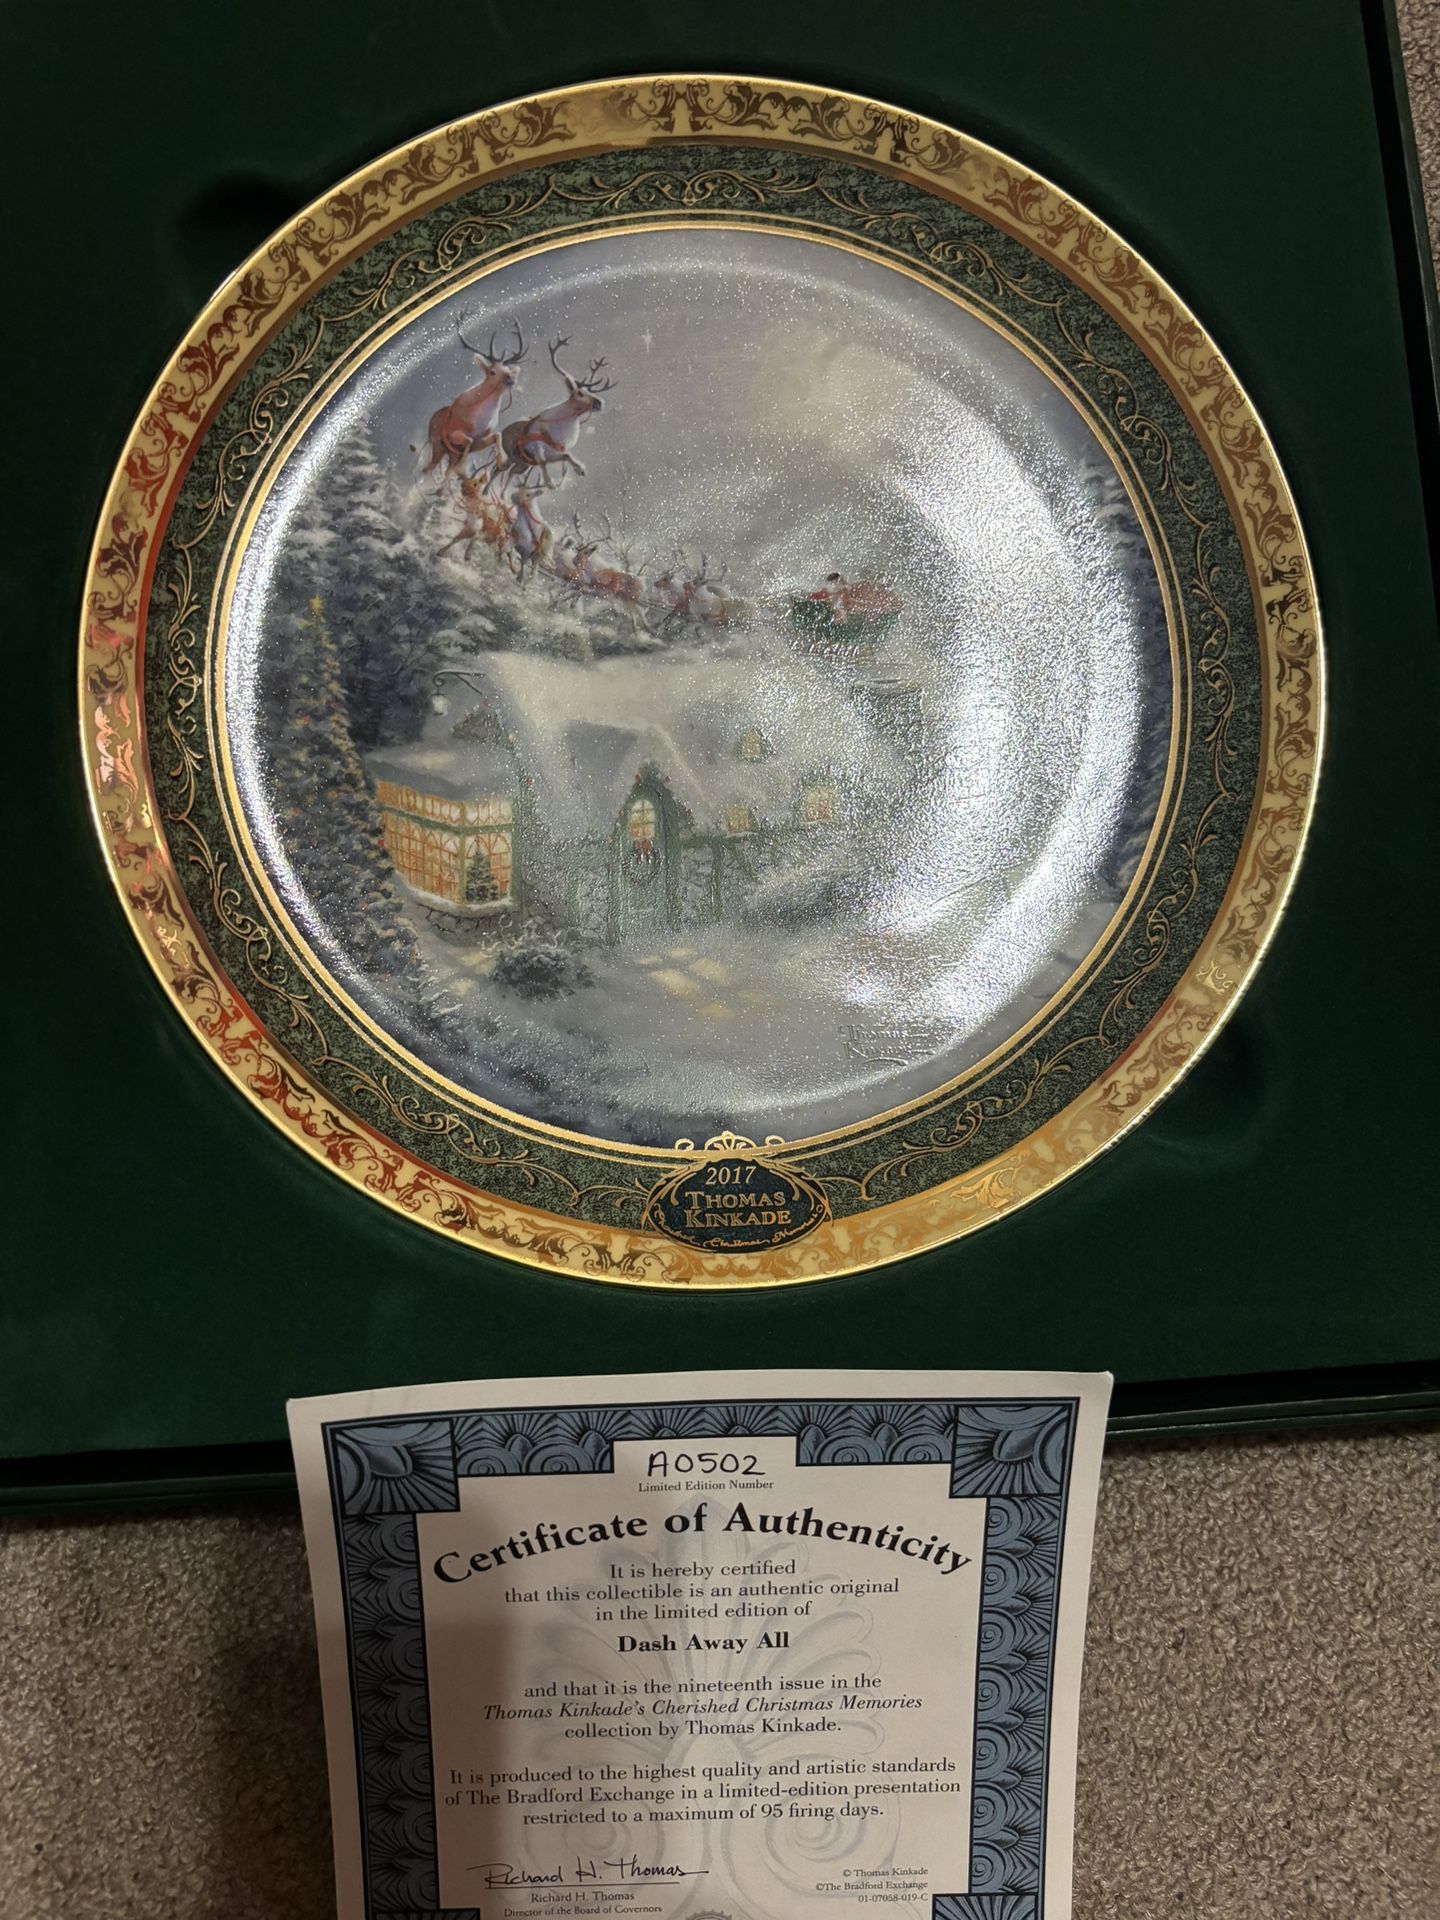 Thomas
2017
THOMAS
KINKADE
Cherished Christmas Memories
A0502
Limited Edition Number
Certificate of Authenticity
It is hereby certified
that this collectible is an authentic original
in the limited edition of
Dash Away All
and that it is the nineteenth issue in the
Thomas Kinkade's Cherished Christmas Memories
collection by Thomas Kinkade.
It is produced to the highest quality and artistic standards
of The Bradford Exchange in a limited-edition presentation
restricted to a maximum of 95 firing days.
Richard H. Thomas
Richard H. Thomas
Director of the Board of Governors
© Thomas Kinkade
©The Bradford Exchange
01-07058-019-C